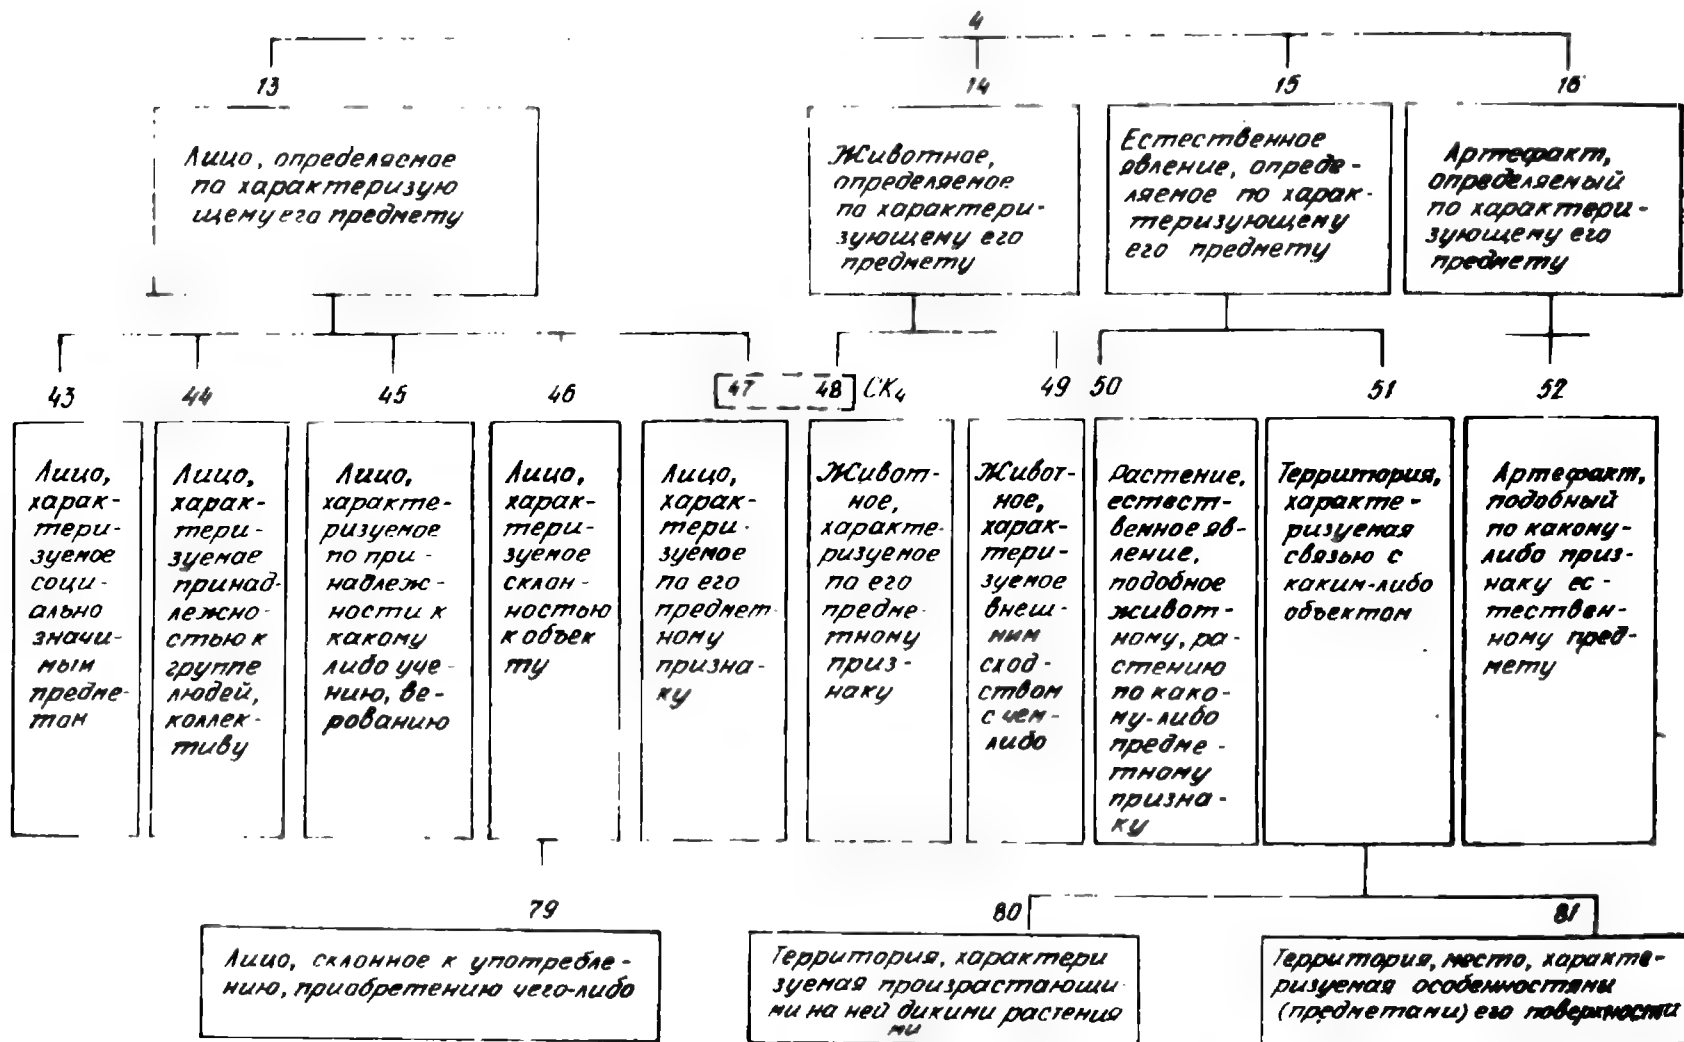 4
13
14
15
16
Лицо, определяемое
по характеризую
щему его предмету
Животное,
определяемое
по характери-
зующему его
предмету
Естественное
явление, опреде-
ляемое по харак-
теризующему
его предмету
Артефакт,
определяемый
по характери-
зующему его
предмету
43
44
45
46
[47 48] СК4
49
50
51
52
Лицо,
харак-
тери-
зуемое
соци-
ально
значи-
мым
предме-
том
Лицо,
харак-
тери-
зуемое
принад-
лежно-
стью к
группе
людей,
коллек-
тиву
Лицо,
характе-
ризуемое
по при-
надлеж-
ности к
какому
либо уче-
нию, ве-
рованию
Лицо,
харак-
тери-
зуемое
склон-
ностью
к объек
ту
Лицо,
харак-
тери-
зуемое
по его
предмет-
ному
призна-
ку
Живот-
ное,
характе-
ризуемое
по его
предме-
тному
приз-
наку
Живот-
ное,
харак-
тери-
зуемое
внеш-
ним
сход-
ством
с чем-
либо
Растение,
естест-
венное яв-
ление,
подобное
живот-
ному, ра-
стению
по како-
му-либо
предме-
тному
призна-
ку
Территория,
характе-
ризуемая
связью с
каким-либо
объектом
Артефакт,
подобный
по какому-
либо приз-
наку ес-
тествен-
ному пред-
мету
79
80
81
Лицо, склонное к употребле-
нию, приобретению чего-либо
Территория, характери
зуемая произрастающи-
ми на ней дикими растения
ми
Территория, место, характе-
ризуемая особенностями
(предметами) его поверхности